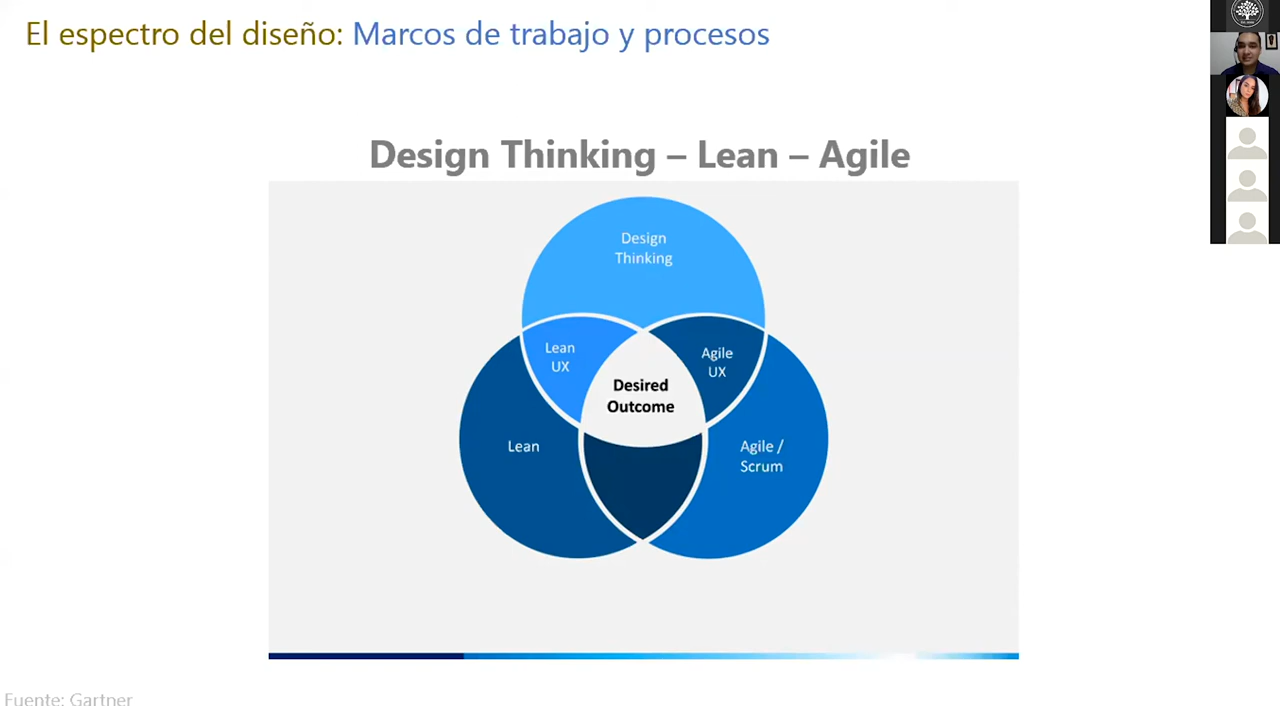 El espectro del diseño: Marcos de trabajo y procesos
Design Thinking – Lean – Agile
Design
Thinking
Lean
UX
Agile
UX
Desired
Outcome
Lean
Agile /
Scrum
Fuente: Gartner